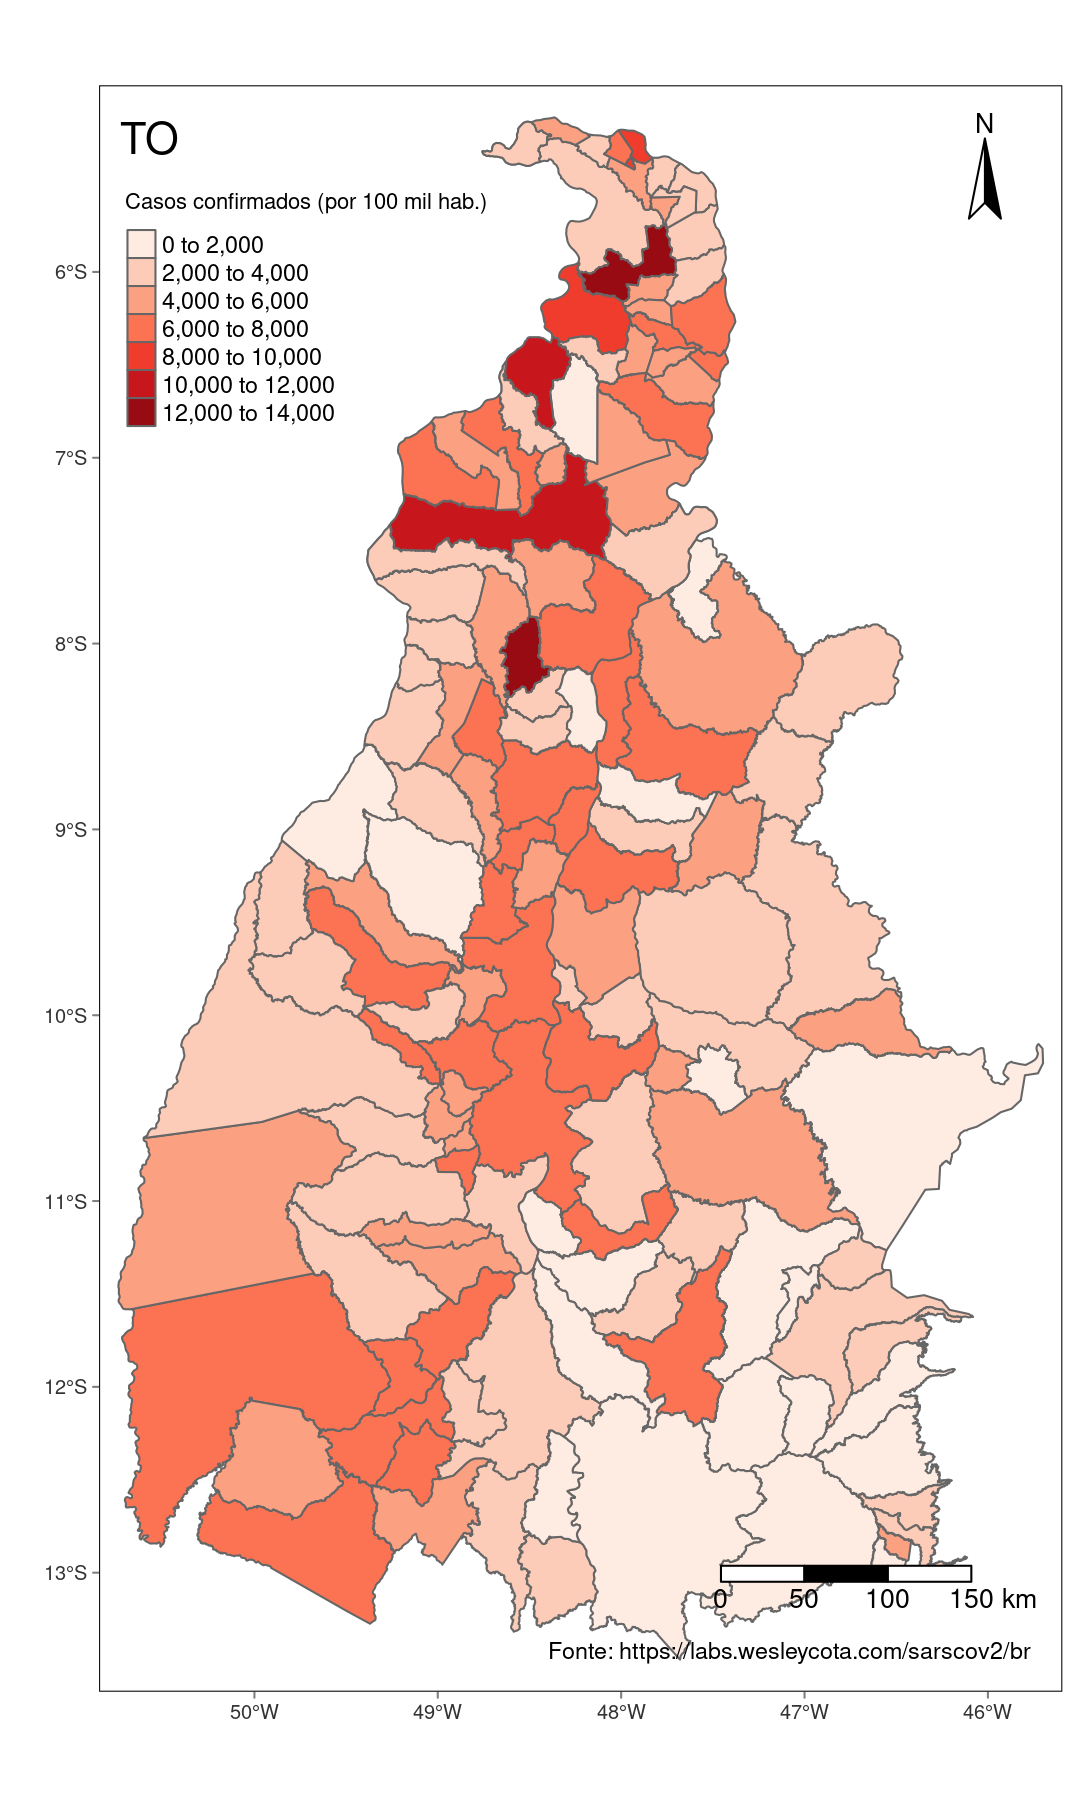 TO
N
Casos confirmados (por 100 mil hab.)
0 to 2,000
2,000 to 4,000
4,000 to 6,000
6,000 to 8,000
8,000 to 10,000
10,000 to 12,000
12,000 to 14,000
6°S
7°S
8°S
9°S
10°S
11°S
12°S
13°S
0 50 100 150 km
Fonte: https://labs.wesleycota.com/sarscov2/br
50°W 49°W 48°W 47°W 46°W